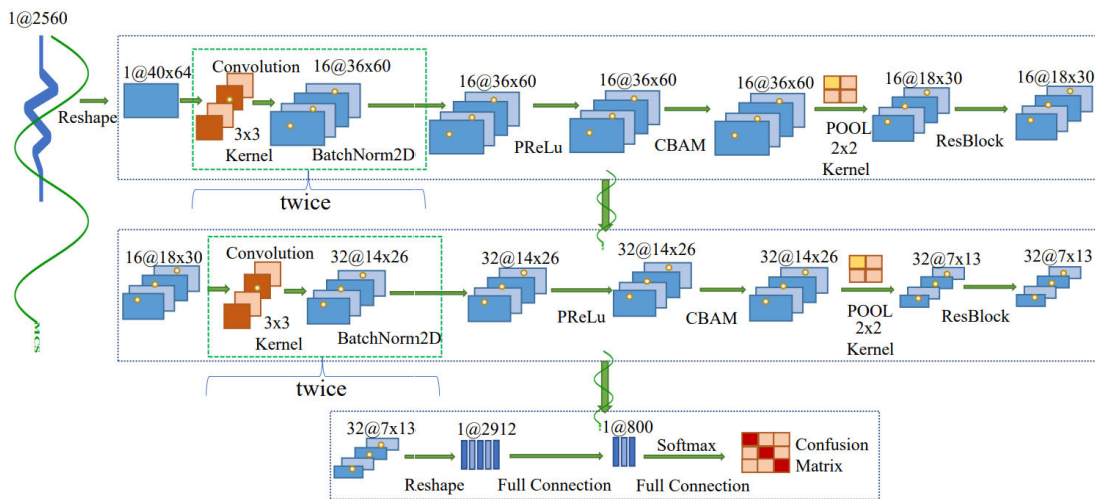 1@2560
Reshape
1@40x64
Convolution
3x3
Kernel
16@36x60
BatchNorm2D
twice
16@36x60
PReLu
16@36x60
CBAM
16@36x60
POOL
2x2
Kernel
16@18x30
ResBlock
16@18x30
MCs
16@18x30
Convolution
3x3
Kernel
32@14x26
BatchNorm2D
twice
32@14x26
PReLu
32@14x26
CBAM
32@14x26
POOL
2x2
Kernel
32@7x13
ResBlock
32@7x13
32@7x13
Reshape
1@2912
Full Connection
1@800
Softmax
Full Connection
Confusion
Matrix